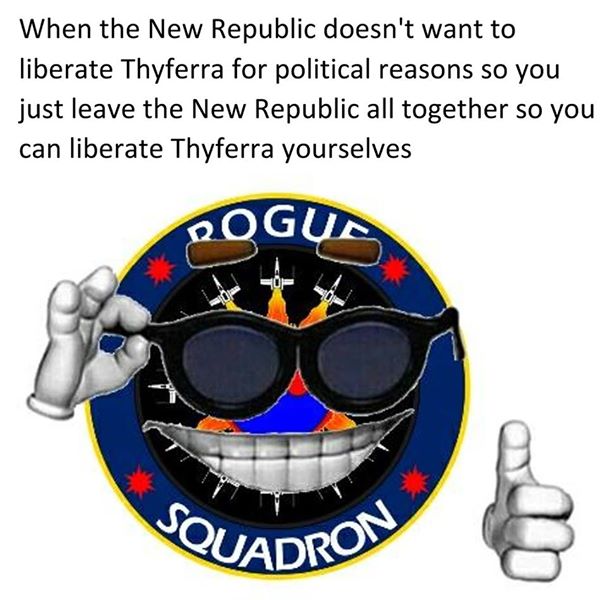 When the New Republic doesn't want to
liberate Thyferra for political reasons so you
just leave the New Republic all together so you
can liberate Thyferra yourselves
ROGUE
SQUADRON